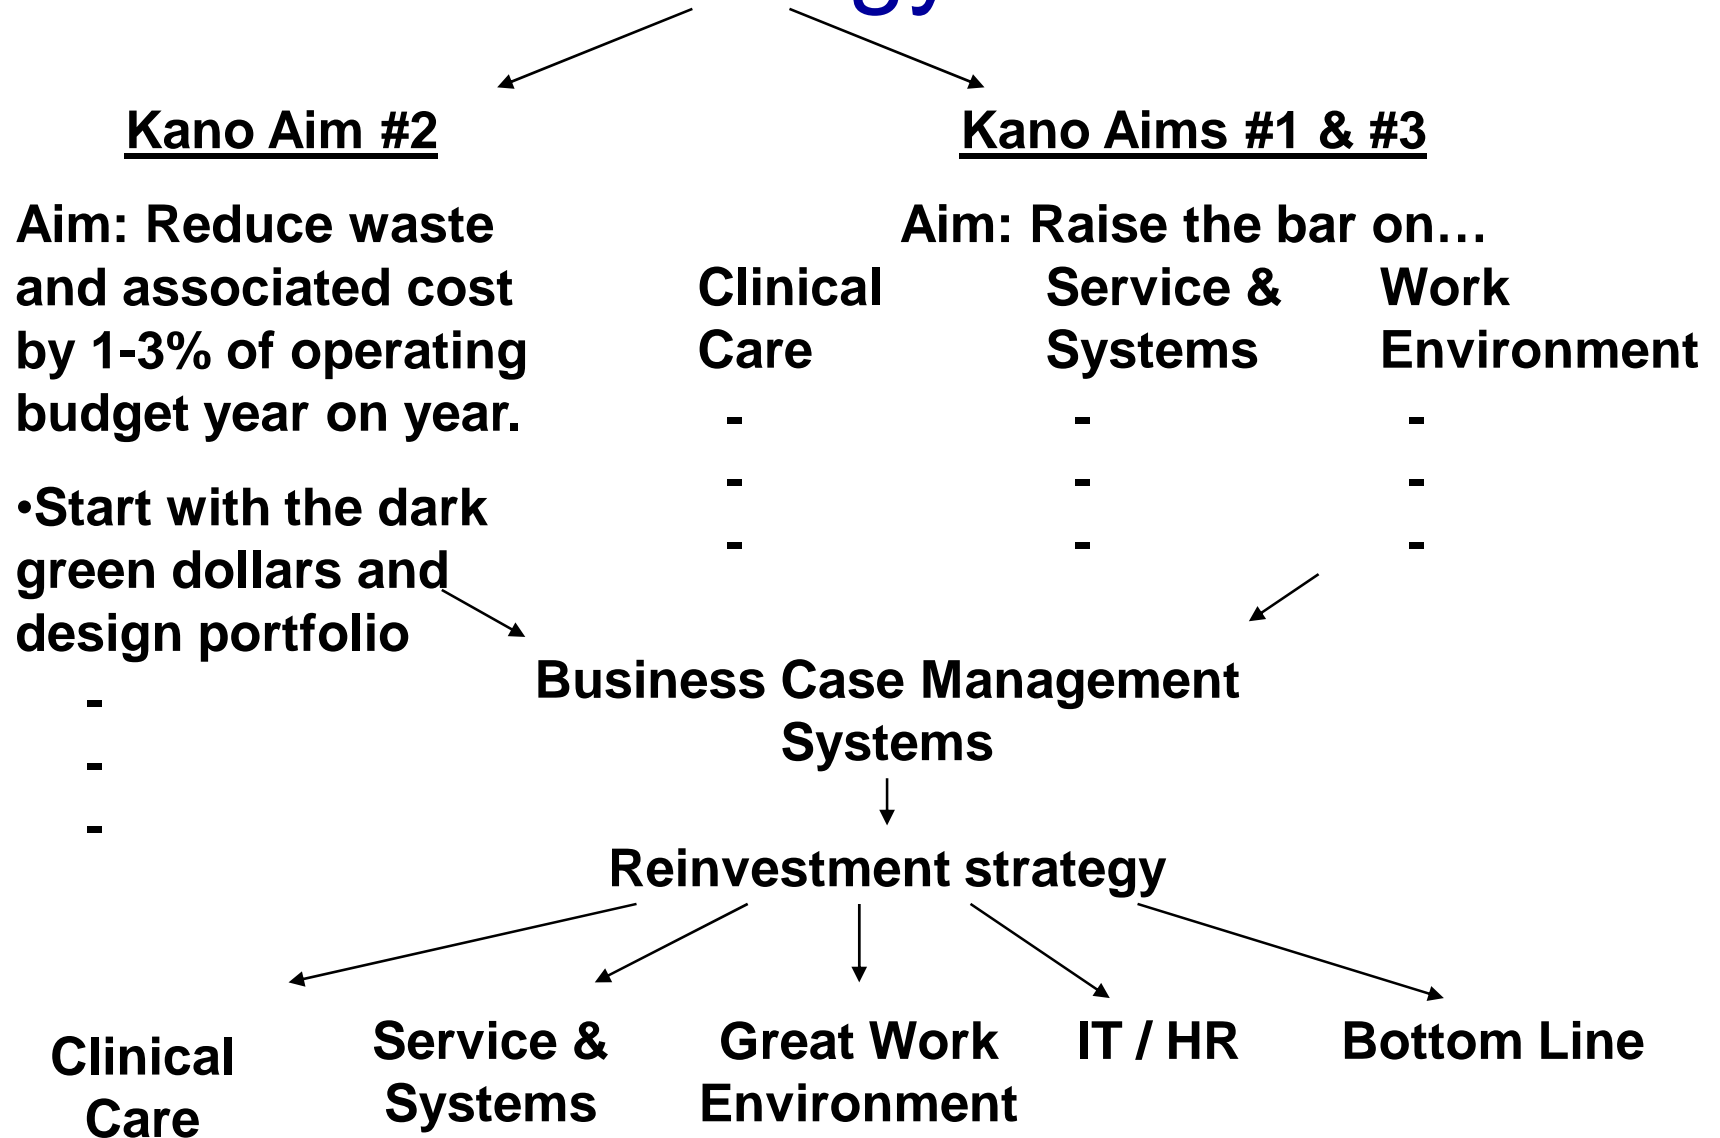 Kano Aim #2
Aim: Reduce waste
and associated cost
by 1-3% of operating
budget year on year.
•Start with the dark
green dollars and
design portfolio
-
-
-
Kano Aims #1 & #3
Aim: Raise the bar on…
Clinical
Care
-
-
-
Service &
Systems
-
-
-
Work
Environment
-
-
-
Business Case Management
Systems
Reinvestment strategy
Clinical
Care
Service &
Systems
Great Work
Environment
IT / HR
Bottom Line